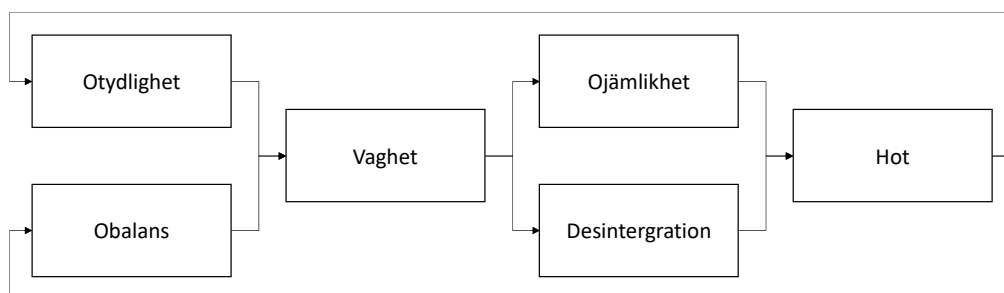 Otydlighet
Ojämlikhet
Vaghet
Hot
Obalans
Desintergration